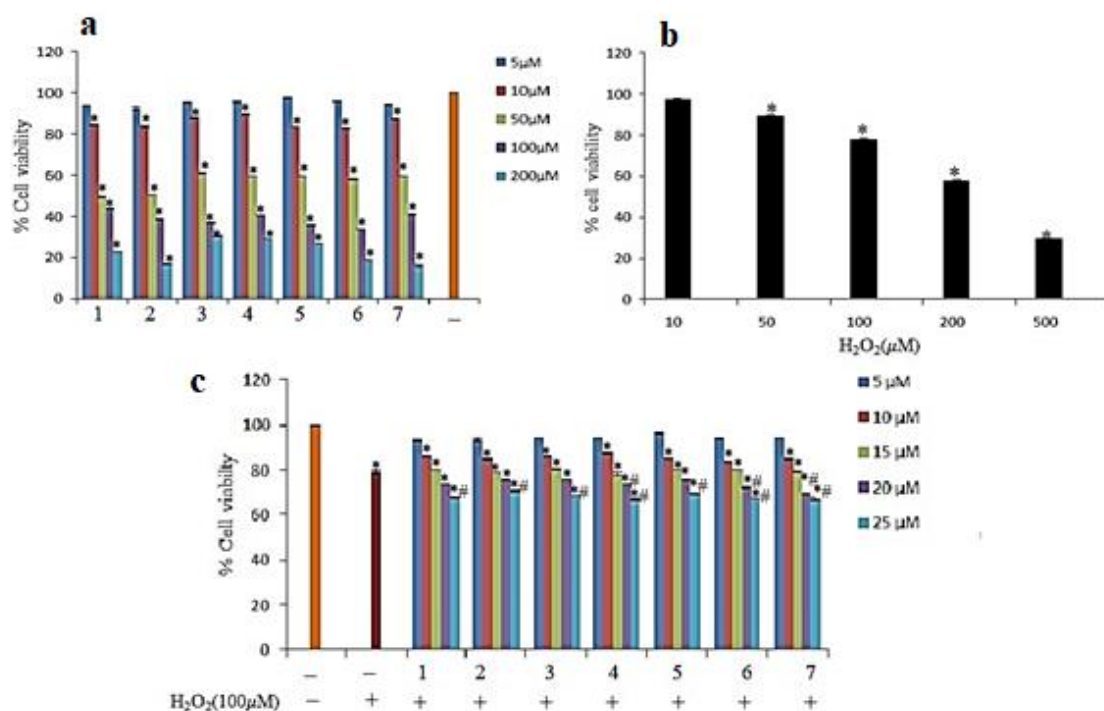 a
120
100
80
60
40
20
0
% Cell viability
* * * * * * *
* * * * * * *
* * * * * * *
* * * * * * *
1 2 3 4 5 6 7 –
5µM
10µM
50µM
100µM
200µM
b
120
100
80
60
40
20
0
% cell viability
* * * *
10 50 100 200 500
H₂O₂(µM)
c
120
100
80
60
40
20
0
% Cell viabilty
– – 1 2 3 4 5 6 7
H₂O₂(100µM) – + + + + + + + +
5 µM
10 µM
15 µM
20 µM
25 µM